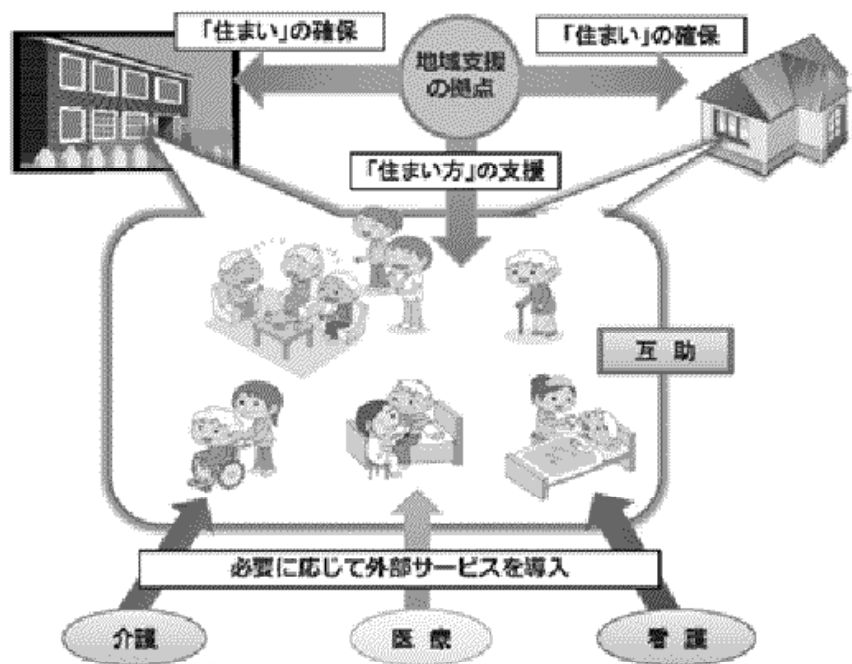 「住まい」の確保
地域支援
の拠点
「住まい」の確保
「住まい方」の支援
互助
必要に応じて外部サービスを導入
介護
医療
看護